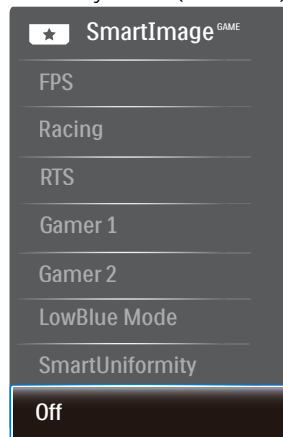 SmartImage GAME
FPS
Racing
RTS
Gamer 1
Gamer 2
LowBlue Mode
SmartUniformity
Off